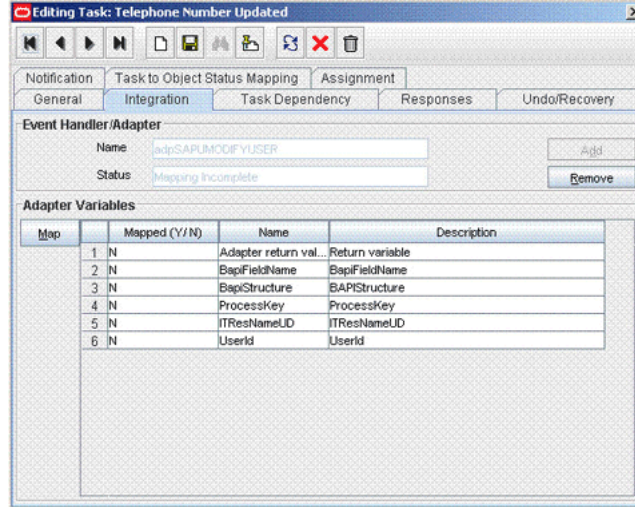 Editing Task: Telephone Number Updated
Notification Task to Object Status Mapping Assignment
General Integration Task Dependency Responses Undo/Recovery
Event Handler/Adapter
Name adpSAPUMODIFYUSER Add
Status Mapping Incomplete Remove
Adapter Variables
Map Mapped (Y/N) Name Description
1 N Adapter return val... Return variable
2 N BapiFieldName BapiFieldName
3 N BapiStructure BAPIStructure
4 N ProcessKey ProcessKey
5 N ITResNameUD ITResNameUD
6 N UserId UserId